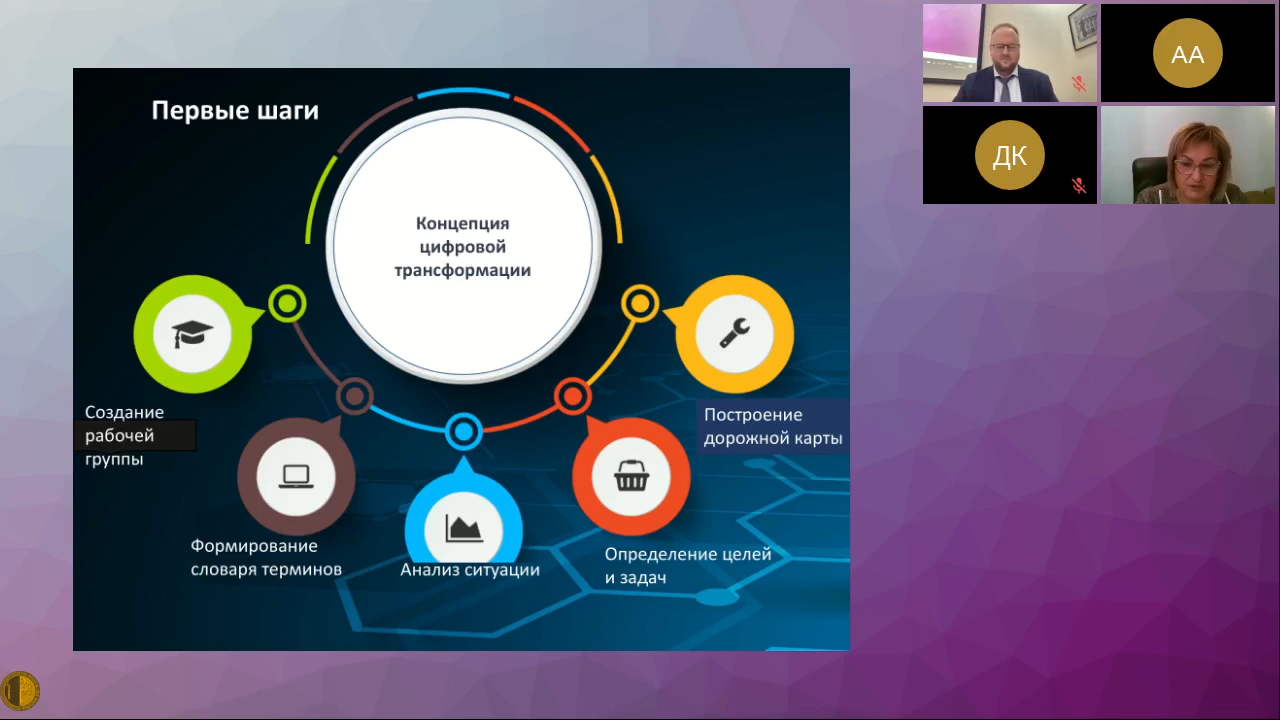 Первые шаги
Концепция
цифровой
трансформации
Создание
рабочей
группы
Формирование
словаря терминов
Анализ ситуации
Определение целей
и задач
Построение
дорожной карты
АА
ДК